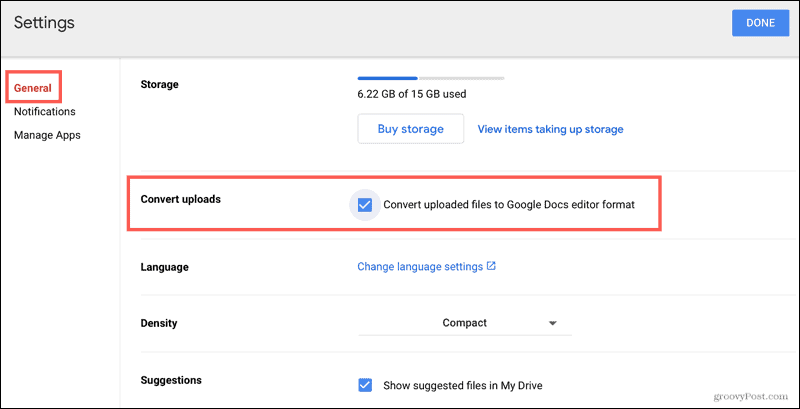 Settings
DONE
General
Notifications
Manage Apps
Storage
6.22 GB of 15 GB used
Buy storage
View items taking up storage
Convert uploads
Convert uploaded files to Google Docs editor format
Language
Change language settings
Density
Compact
Suggestions
Show suggested files in My Drive
groovyPost.com